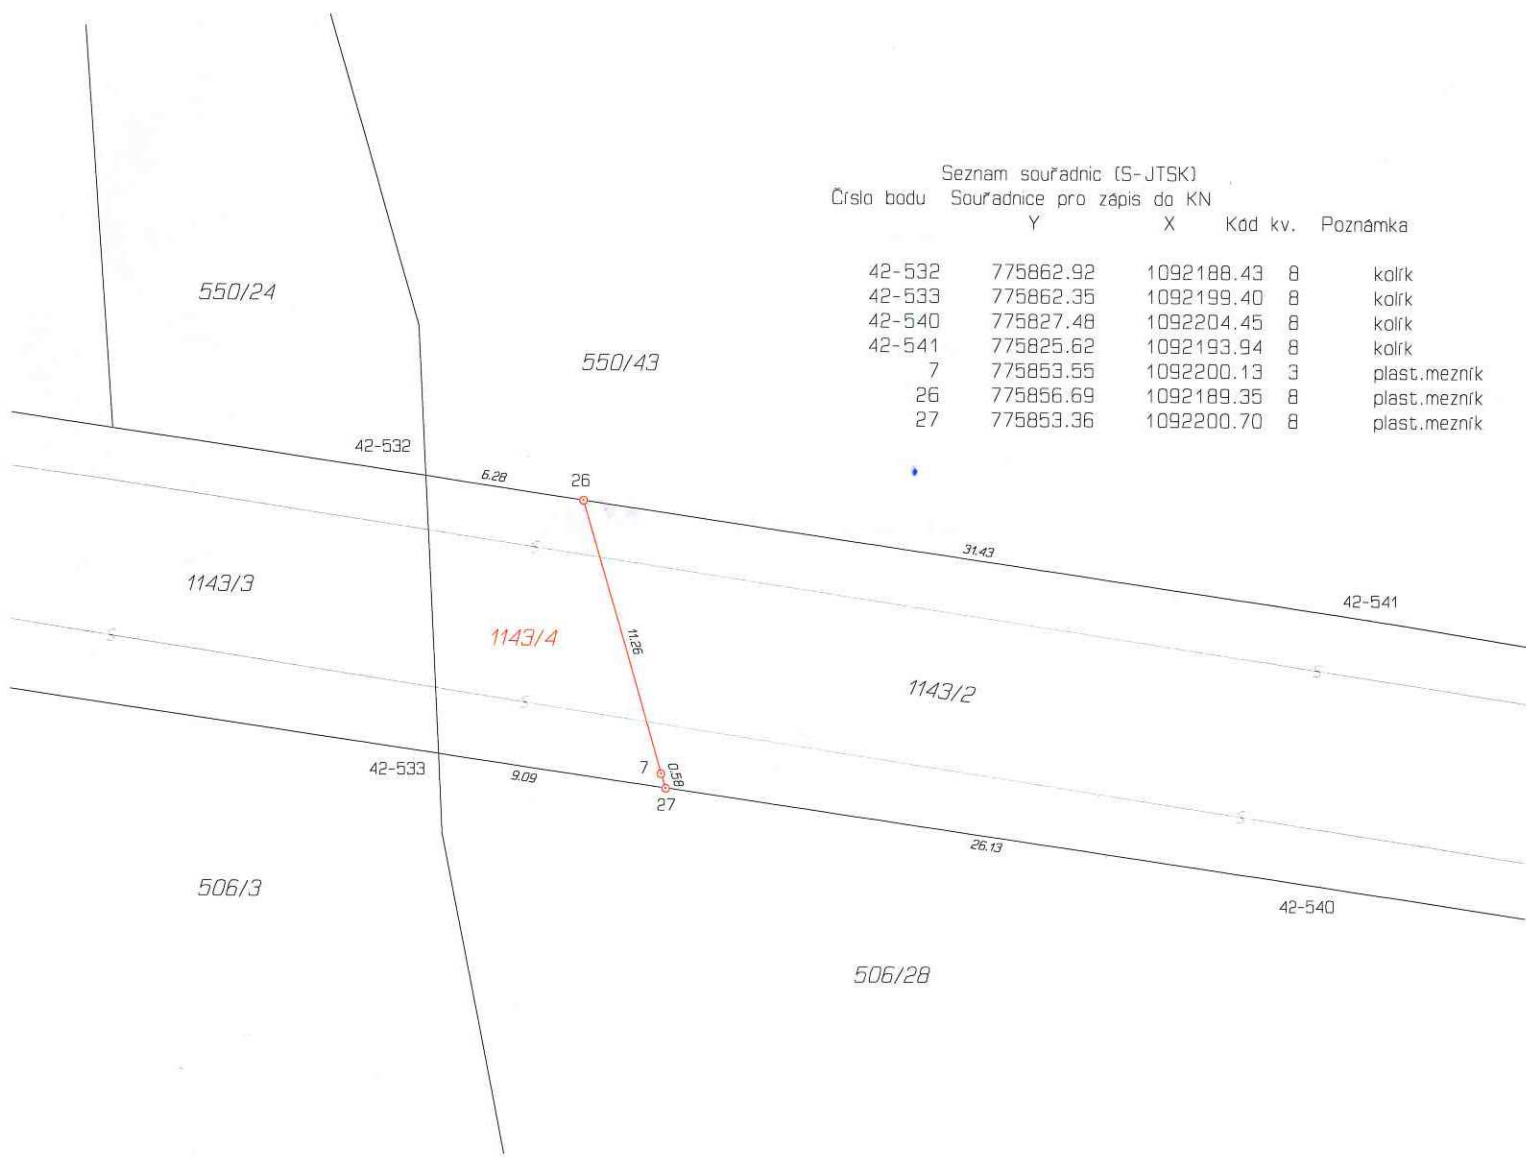 Seznam souřadnic (S-JTSK)
Číslo bodu Souřadnice pro zápis do KN
Y X Kód kv. Poznámka
42-532 775862.92 1092188.43 8 kolík
42-533 775862.35 1092199.40 8 kolík
42-540 775827.48 1092204.45 8 kolík
42-541 775825.62 1092193.94 8 kolík
7 775853.55 1092200.13 3 plast.mezník
26 775856.69 1092189.35 8 plast.mezník
27 775853.36 1092200.70 8 plast.mezník
550/24
550/43
42-532
6.28
26
31.43
42-541
S
1143/3
S
1143/4
11.26
1143/2
S
S
42-533
9.09
7
0.58
27
S
26.13
42-540
506/3
506/28